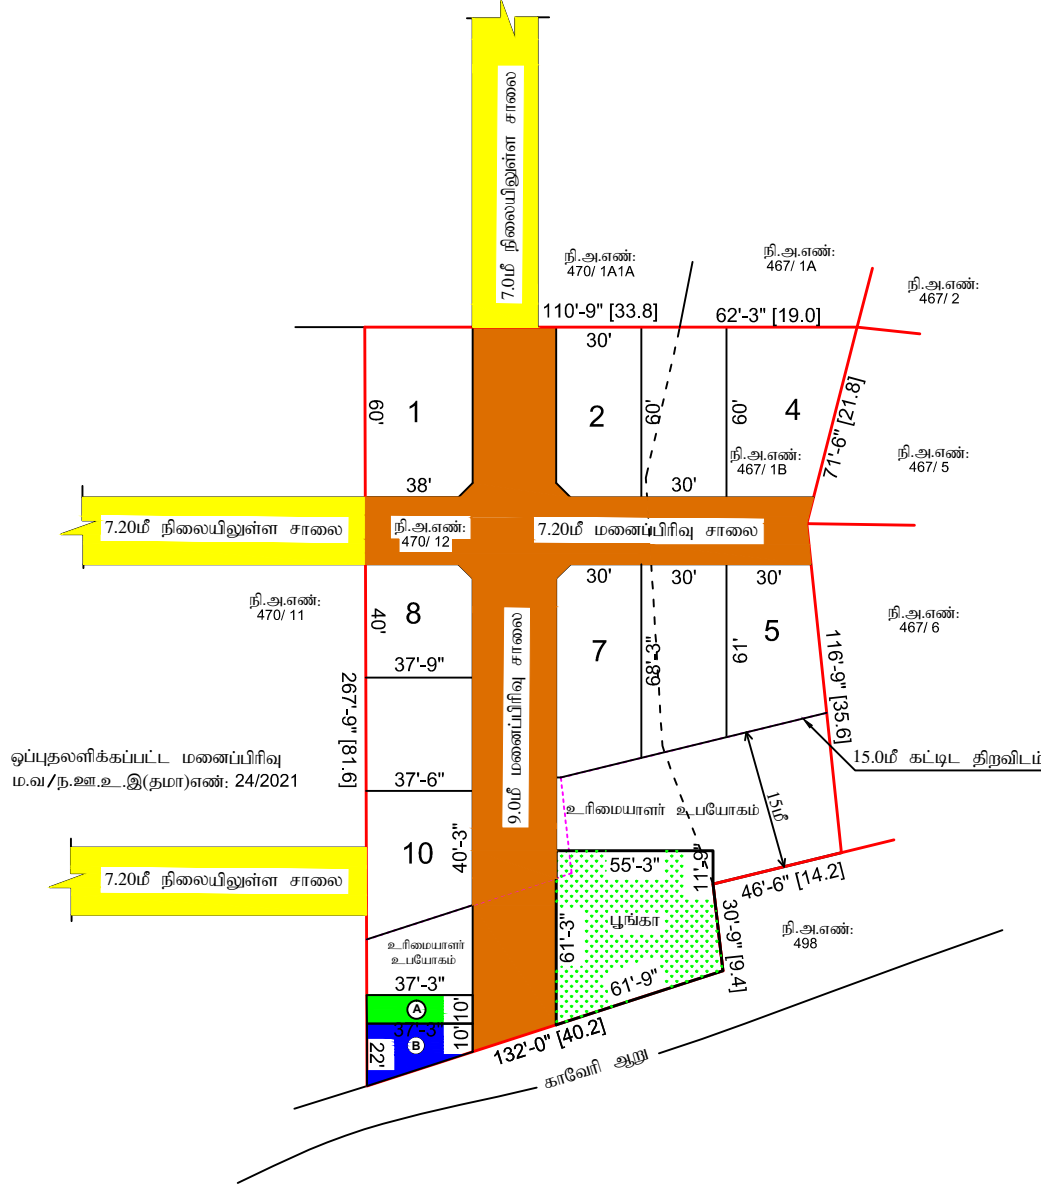 7.0மீ நிலையிலுள்ள சாலை
நி.அ.எண்:
470/ 1A1A
நி.அ.எண்:
467/ 1A
நி.அ.எண்:
467/ 2
110'-9" [33.8]
62'-3" [19.0]
30'
60'
1
2
60'
60'
4
71'-6" [21.8]
நி.அ.எண்:
467/ 1B
நி.அ.எண்:
467/ 5
38'
30'
7.20மீ நிலையிலுள்ள சாலை
நி.அ.எண்:
470/ 12
7.20மீ மனைப்பிரிவு சாலை
30'
30'
30'
நி.அ.எண்:
470/ 11
40'
8
37'-9"
9.0மீ மனைப்பிரிவு சாலை
7
68'-3"
61'
5
116'-9" [35.6]
நி.அ.எண்:
467/ 6
267'-9" [81.6]
ஒப்புதலளிக்கப்பட்ட மனைப்பிரிவு
ம.வ/ந.ஊ.உ.இ(தமா)எண்: 24/2021
37'-6"
15.0மீ கட்டிட திறவிடம்
உரிமையாளர் உபயோகம்
15மீ
10
40'-3"
7.20மீ நிலையிலுள்ள சாலை
55'-3"
11'-9"
46'-6" [14.2]
பூங்கா
61'-3"
30'-9" [9.4]
நி.அ.எண்:
498
உரிமையாளர்
உபயோகம்
37'-3"
61'-9"
A
10'
37'-3"
B
10'
22'
132'-0" [40.2]
காவேரி ஆறு